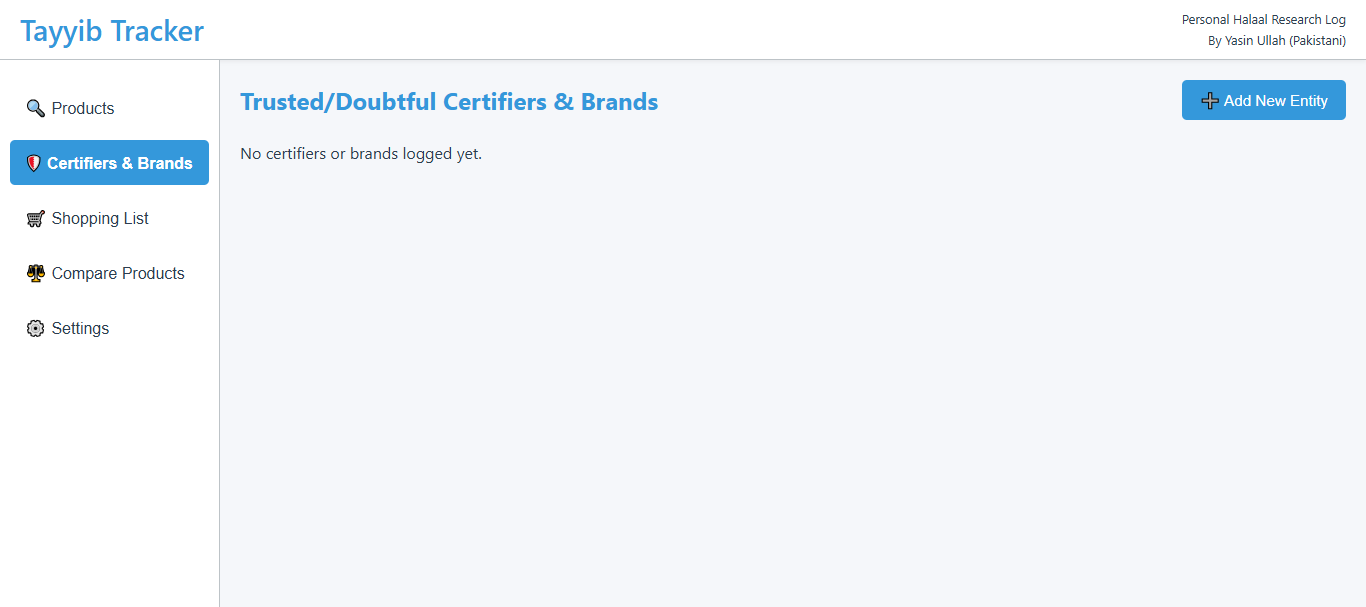 Tayyib Tracker
Personal Halaal Research Log
By Yasin Ullah (Pakistani)
Products
Certifiers & Brands
Shopping List
Compare Products
Settings
Trusted/Doubtful Certifiers & Brands
Add New Entity
No certifiers or brands logged yet.